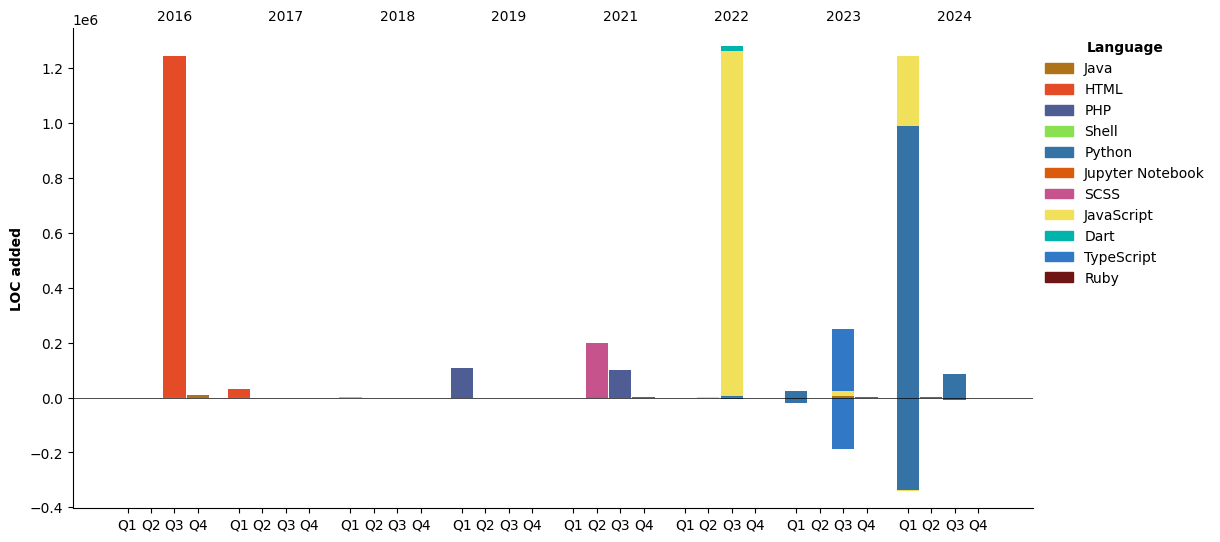 2016 2017 2018 2019 2021 2022 2023 2024
1e6
Language
Java
HTML
PHP
Shell
Python
Jupyter Notebook
SCSS
JavaScript
Dart
TypeScript
Ruby
LOC added
1.2
1.0
0.8
0.6
0.4
0.2
0.0
−0.2
−0.4
Q1 Q2 Q3 Q4 Q1 Q2 Q3 Q4 Q1 Q2 Q3 Q4 Q1 Q2 Q3 Q4 Q1 Q2 Q3 Q4 Q1 Q2 Q3 Q4 Q1 Q2 Q3 Q4 Q1 Q2 Q3 Q4